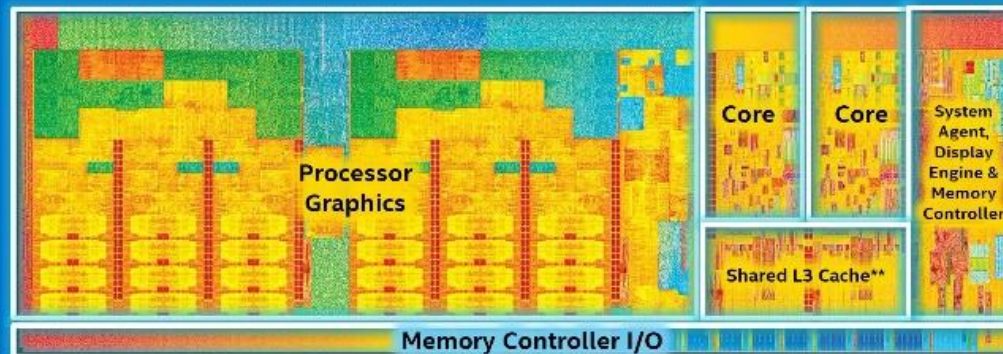 Processor
Graphics
Core
Core
System
Agent,
Display
Engine &
Memory
Controller
Shared L3 Cache**
Memory Controller I/O